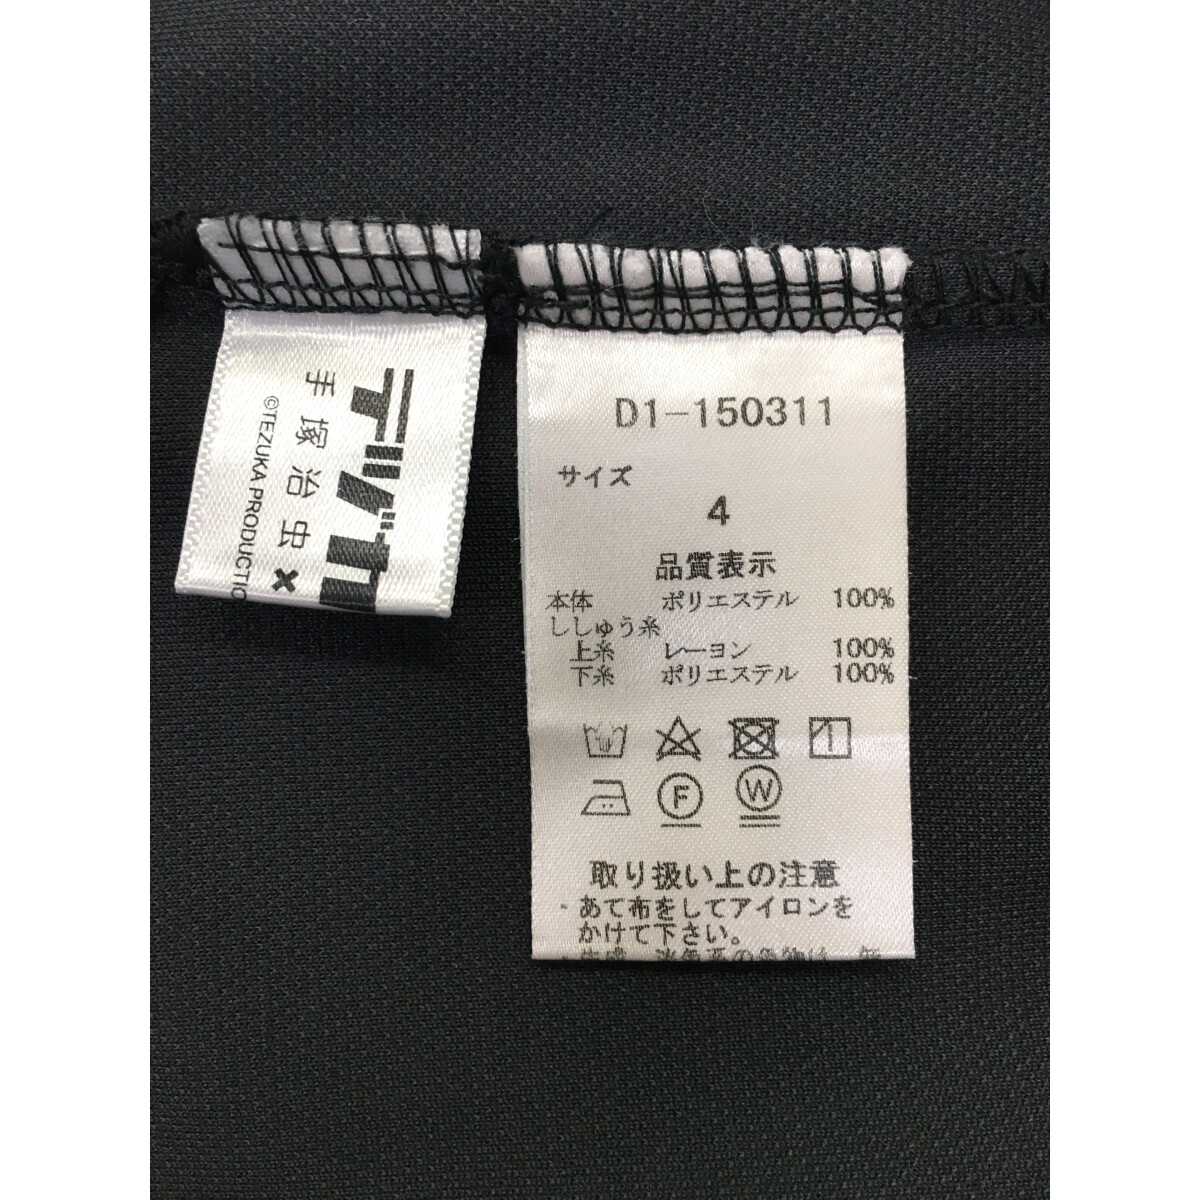 テヅカ
手塚治虫×
©TEZUKA PRODUCTIO
D1-150311
サイズ
4
品質表示
本体 ポリエステル 100%
ししゅう糸
上糸 レーヨン 100%
下糸 ポリエステル 100%
F W
取り扱い上の注意
・あて布をしてアイロンを
かけて下さい。